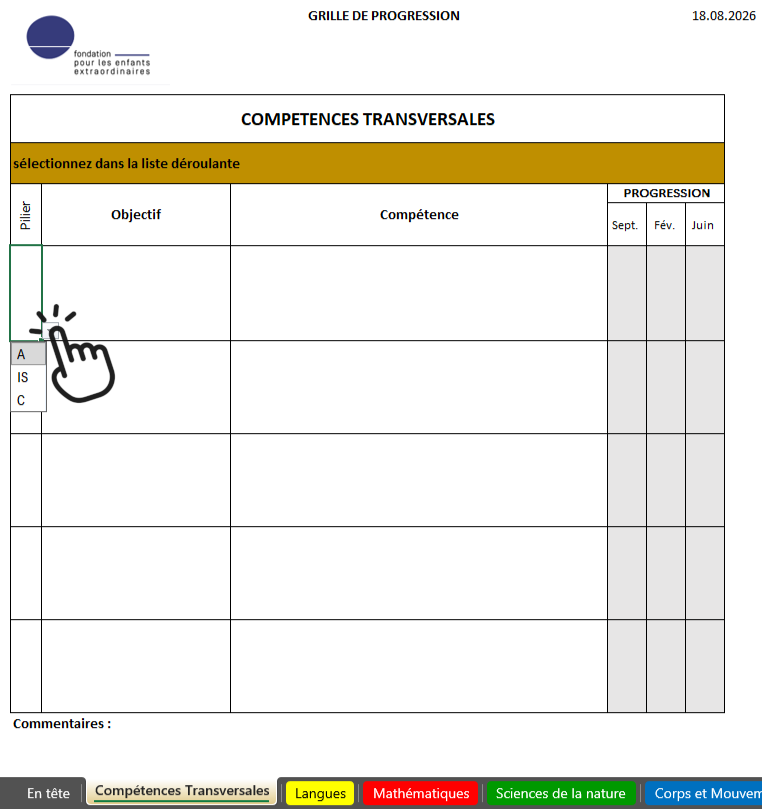 GRILLE DE PROGRESSION
18.08.2026
fondation
pour les enfants
extraordinaires
COMPETENCES TRANSVERSALES
sélectionnez dans la liste déroulante
Pilier
Objectif
Compétence
PROGRESSION
Sept.
Fév.
Juin
A
IS
C
Commentaires :
En tête
Compétences Transversales
Langues
Mathématiques
Sciences de la nature
Corps et Mouvem